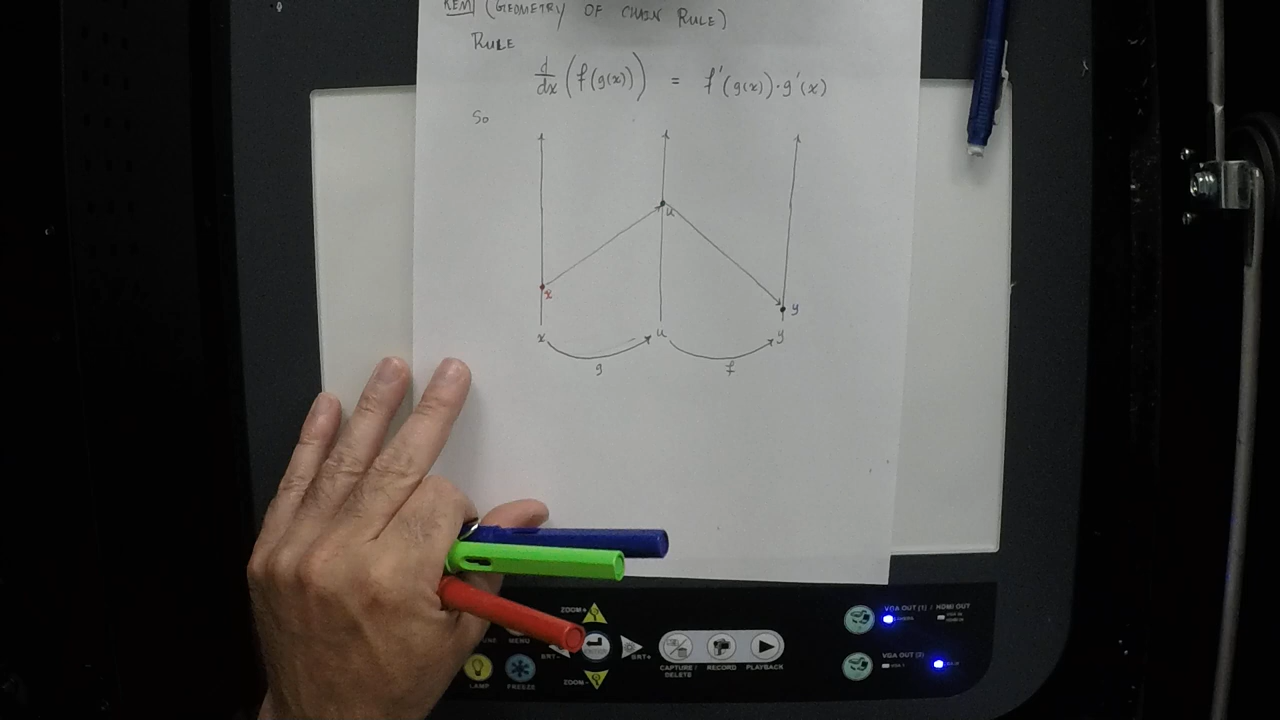 REM (GEOMETRY OF CHAIN RULE)
RULE
d/dx (f(g(x))) = f'(g(x))·g'(x)
So
u
x
y
x u y
g f
ZOOM+
MENU
BRT- BRT+
ZOOM-
LAMP FREEZE
CAPTURE / DELETE RECORD PLAYBACK
VGA OUT (1) / HDMI OUT
VGA OUT (2)